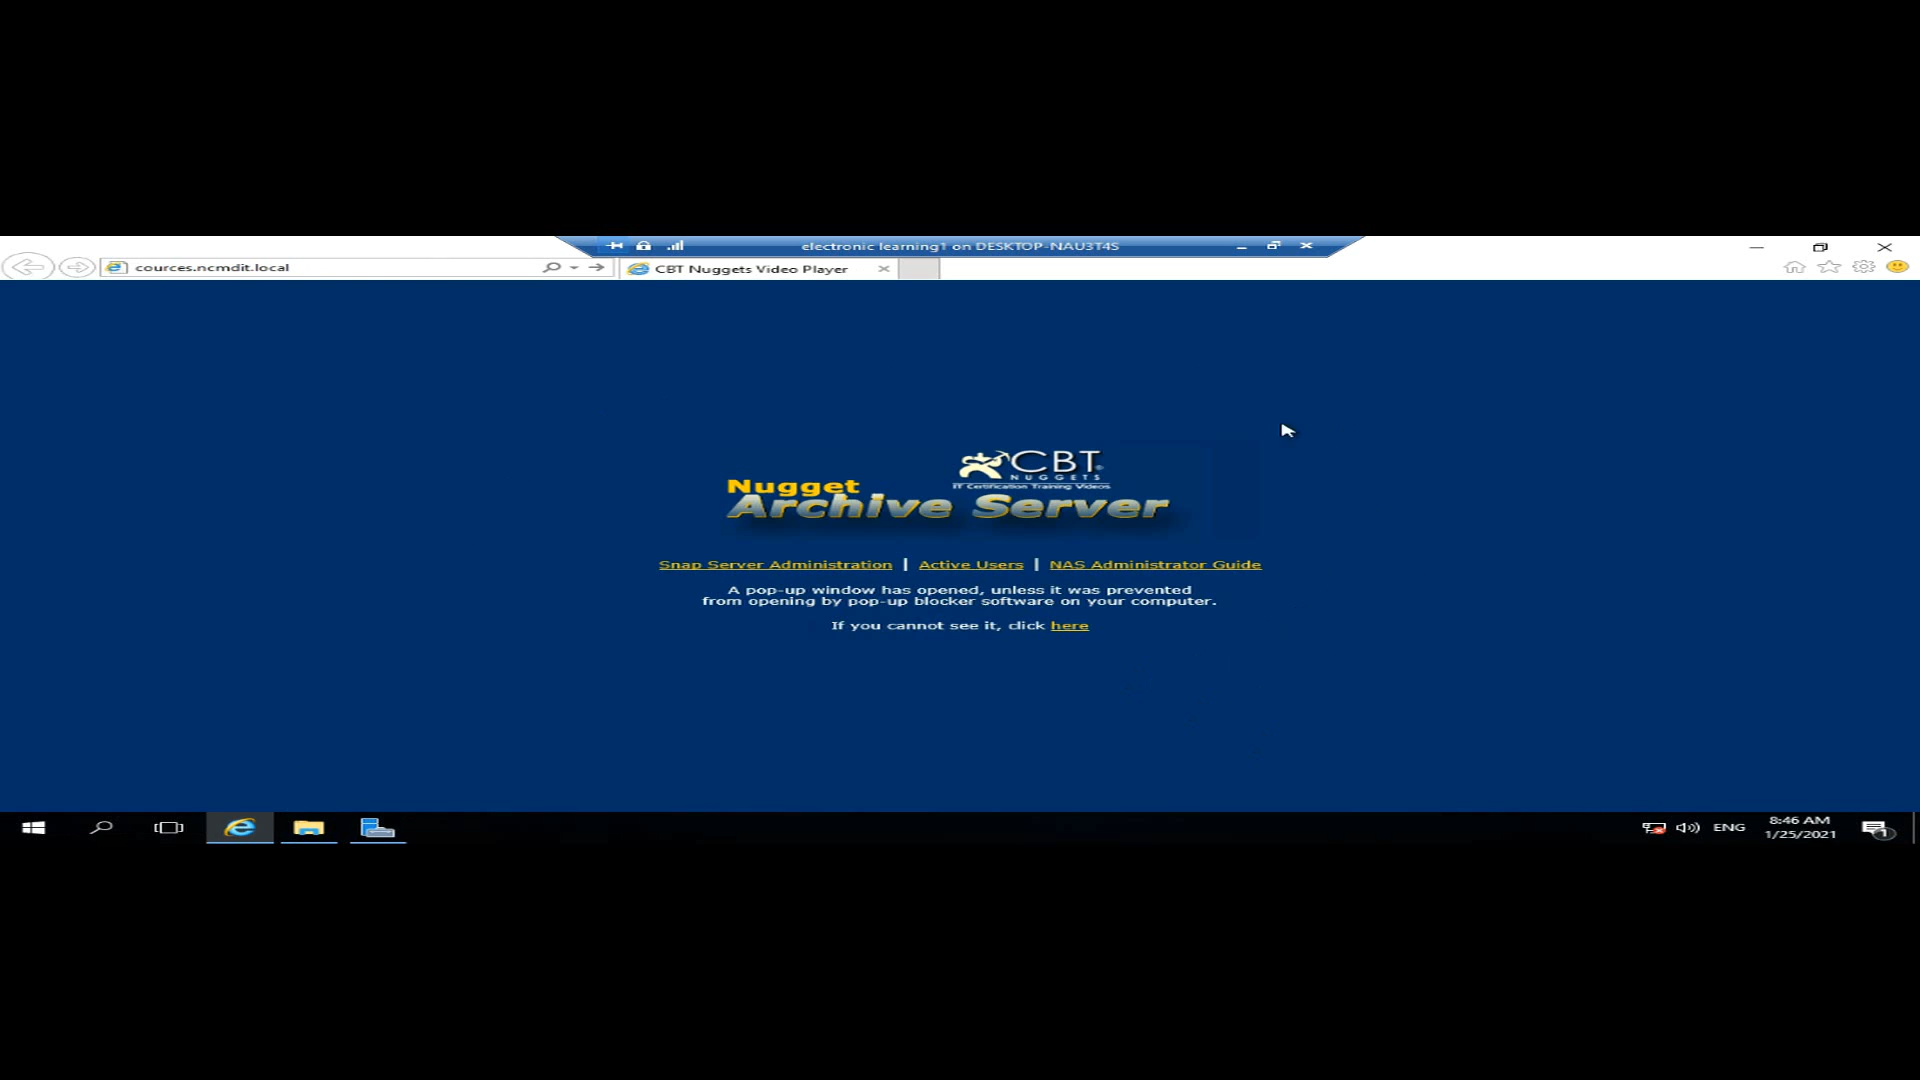 electronic learning1 on DESKTOP-NAU3T4S
cources.ncmdit.local
CBT Nuggets Video Player
CBT
NUGGETS
IT Certification Training Videos
Nugget
Archive Server
Snap Server Administration | Active Users | NAS Administrator Guide
A pop-up window has opened, unless it was prevented
from opening by pop-up blocker software on your computer.
If you cannot see it, click here
ENG
8:46 AM
1/25/2021
1